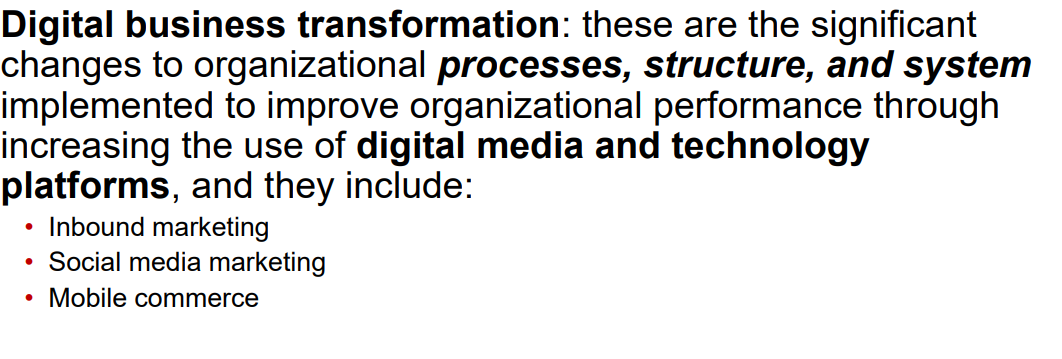 Digital business transformation: these are the significant
changes to organizational processes, structure, and system
implemented to improve organizational performance through
increasing the use of digital media and technology
platforms, and they include:
• Inbound marketing
• Social media marketing
• Mobile commerce